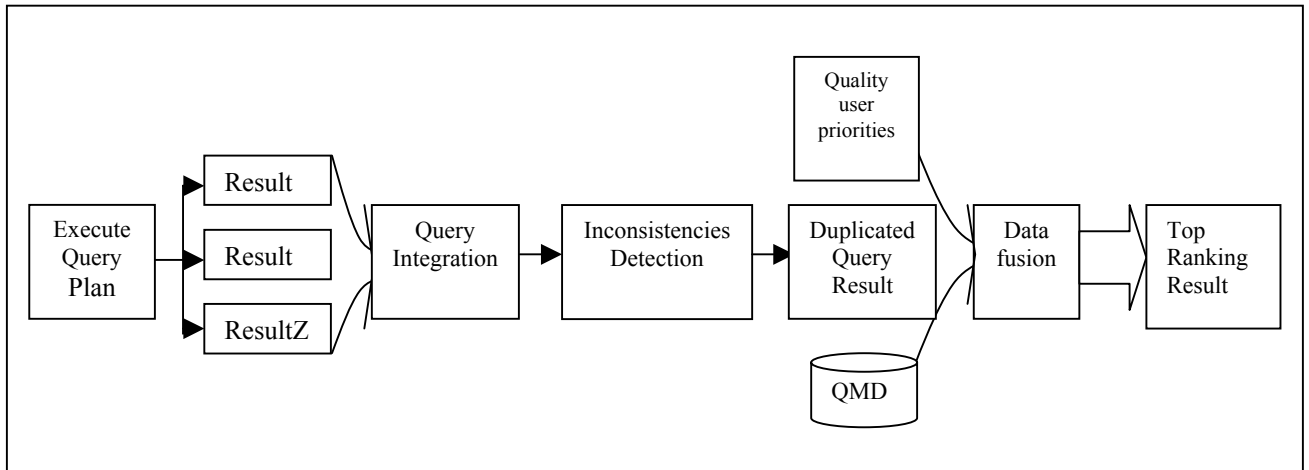 Execute
Query
Plan
Result
Result
ResultZ
Query
Integration
Inconsistencies
Detection
Quality
user
priorities
Duplicated
Query
Result
QMD
Data
fusion
Top
Ranking
Result